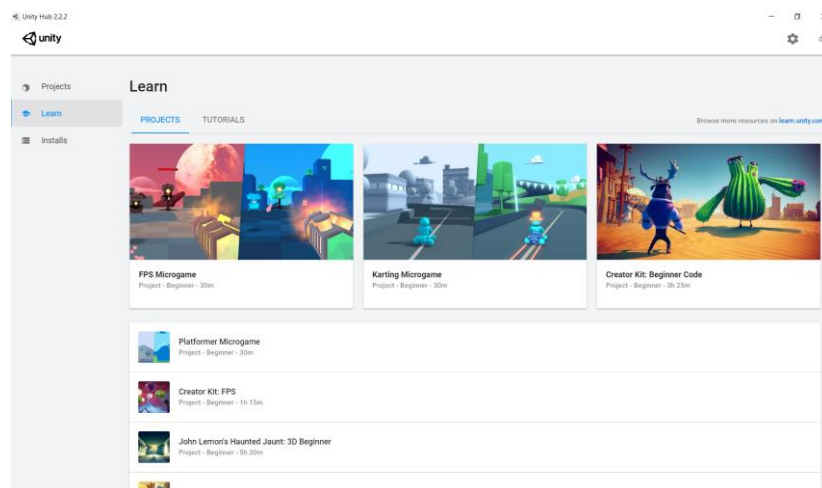 Unity Hub 2.2.2
unity
Projects
Learn
Installs
Learn
PROJECTS TUTORIALS
Browse more resources on learn.unity.com
FPS Microgame
Project - Beginner - 30m
Karting Microgame
Project - Beginner - 30m
Creator Kit: Beginner Code
Project - Beginner - 3h 25m
Platformer Microgame
Project - Beginner - 30m
Creator Kit: FPS
Project - Beginner - 1h 15m
John Lemon's Haunted Jaunt: 3D Beginner
Project - Beginner - 5h 30m